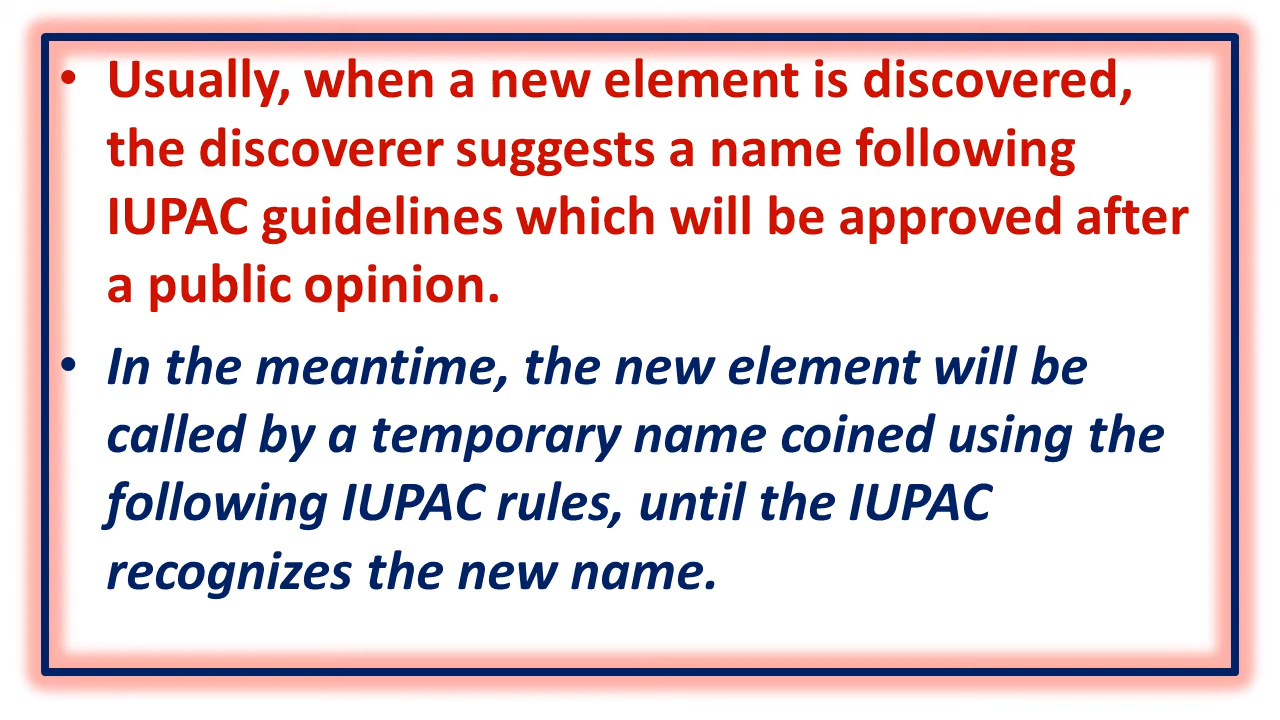 • Usually, when a new element is discovered,
the discoverer suggests a name following
IUPAC guidelines which will be approved after
a public opinion.
• In the meantime, the new element will be
called by a temporary name coined using the
following IUPAC rules, until the IUPAC
recognizes the new name.